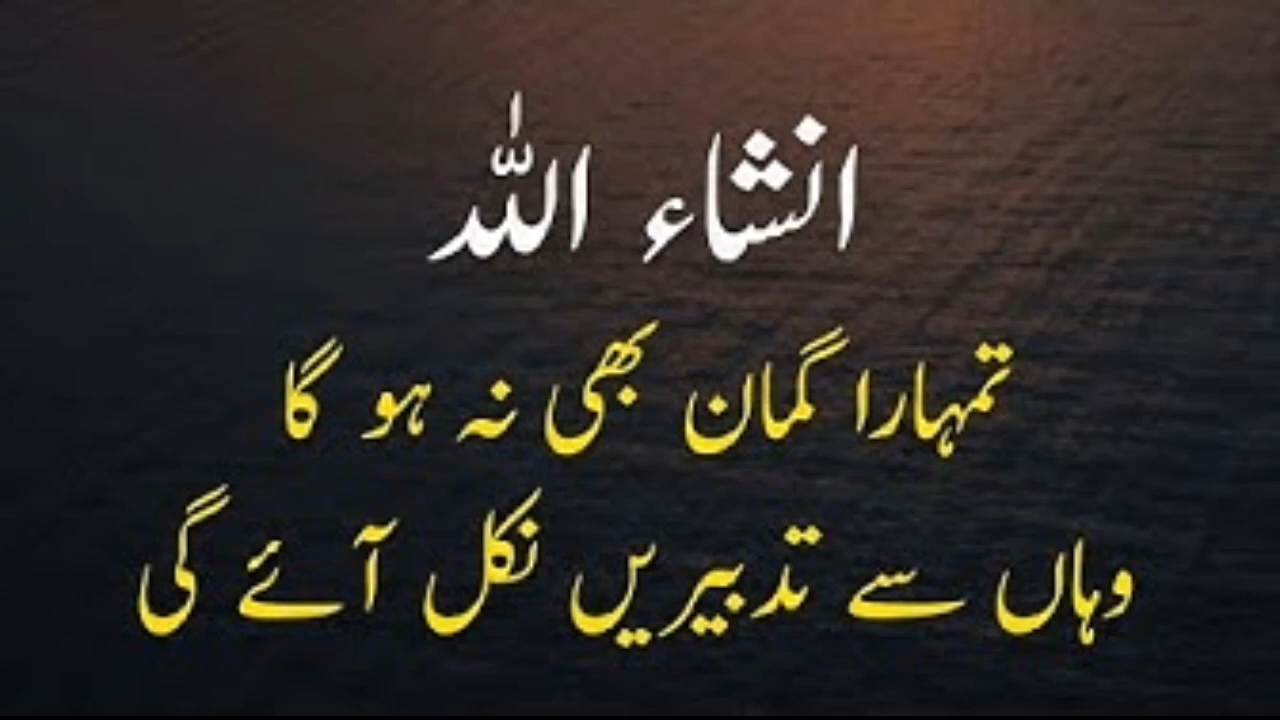 انشاء اللہ
تمہارا گمان بھی نہ ہو گا
وہاں سے تدبیریں نکل آئے گی